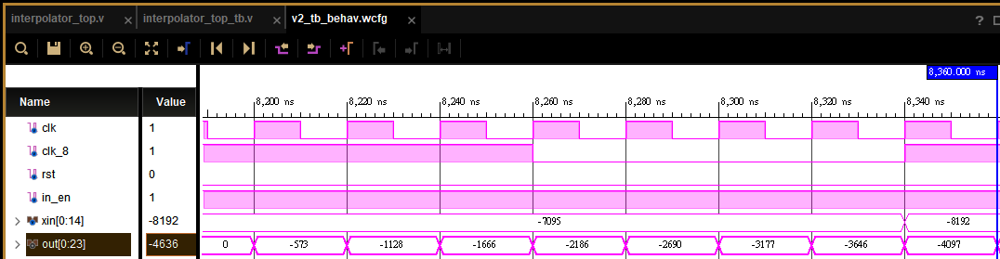 interpolator_top.v × interpolator_top_tb.v × v2_tb_behav.wcfg × ?
8,360.000 ns
Name Value 8,200 ns 8,220 ns 8,240 ns 8,260 ns 8,280 ns 8,300 ns 8,320 ns 8,340 ns
clk 1
clk_8 1
rst 0
in_en 1
xin[0:14] -8192 -7095 -8192
out[0:23] -4636 0 -573 -1128 -1666 -2186 -2690 -3177 -3646 -4097